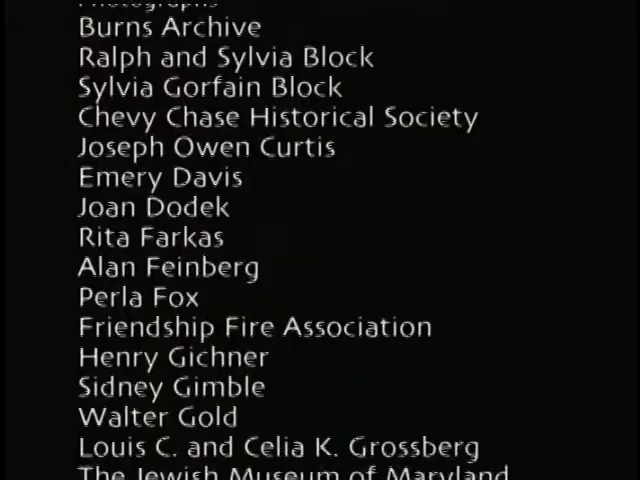 Photographs
Burns Archive
Ralph and Sylvia Block
Sylvia Gorfain Block
Chevy Chase Historical Society
Joseph Owen Curtis
Emery Davis
Joan Dodek
Rita Farkas
Alan Feinberg
Perla Fox
Friendship Fire Association
Henry Gichner
Sidney Gimble
Walter Gold
Louis C. and Celia K. Grossberg
The Jewish Museum of Maryland